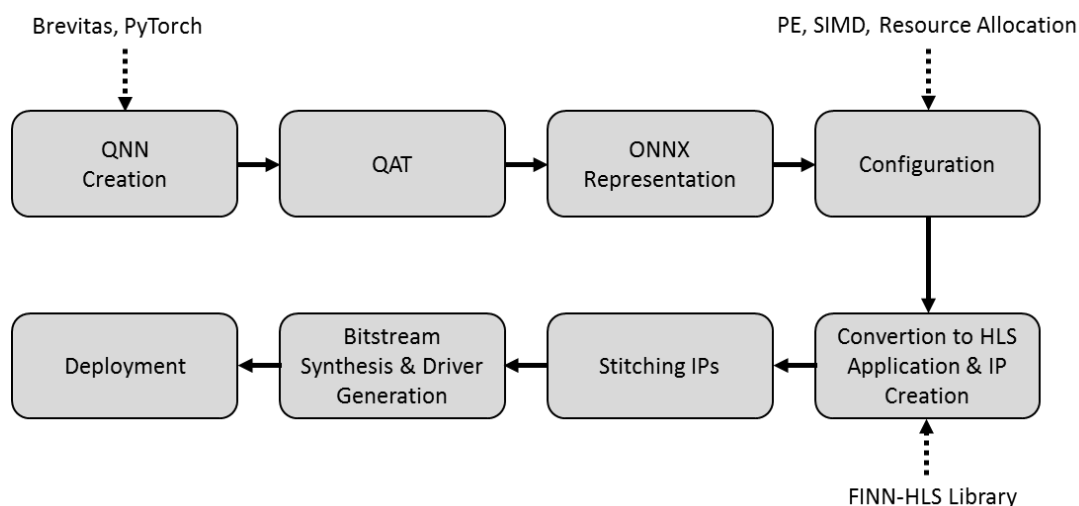 Brevitas, PyTorch
PE, SIMD, Resource Allocation
QNN
Creation
QAT
ONNX
Representation
Configuration
Convertion to HLS
Application & IP
Creation
Stitching IPs
Bitstream
Synthesis & Driver
Generation
Deployment
FINN-HLS Library